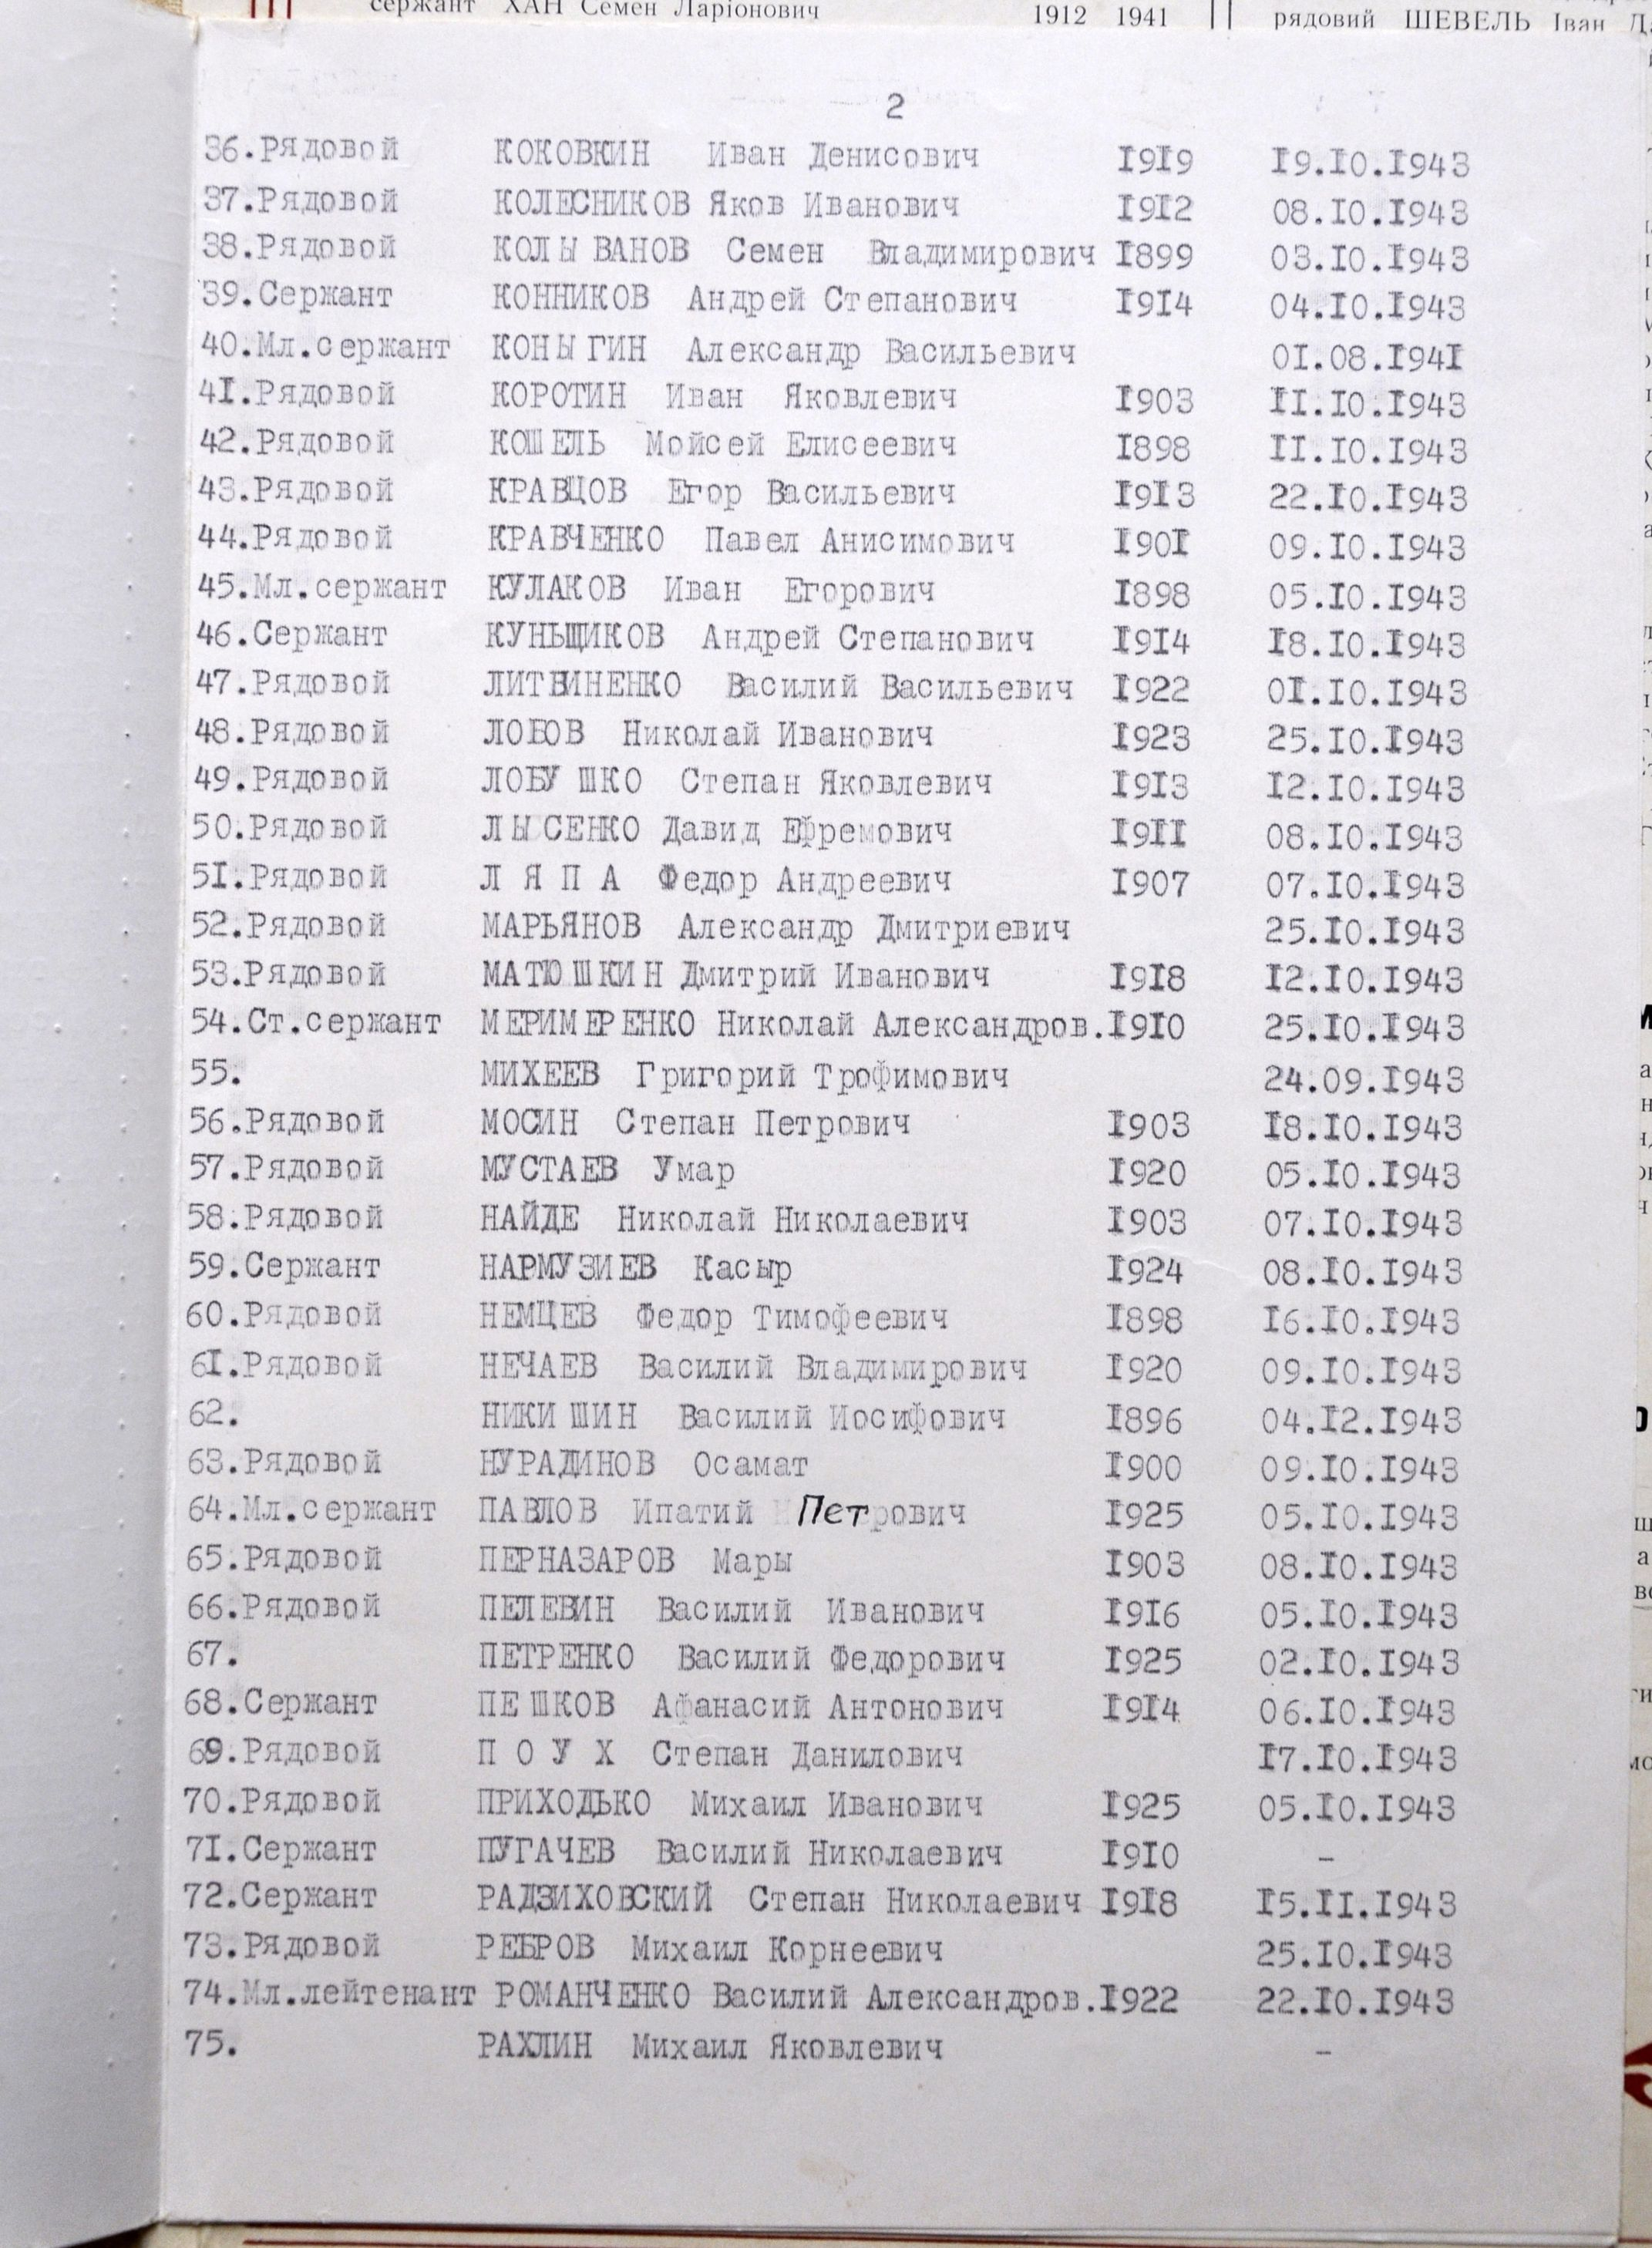 сержант ХАН Семен Ларіонович 1912 1941 рядовий ШЕВЕЛЬ Іван
2
36.Рядовой КОКОВКИН Иван Денисович 1919 19.10.1943
37.Рядовой КОЛЕСНИКОВ Яков Иванович 1912 08.10.1943
38.Рядовой КОЛЫВАНОВ Семен Владимирович 1899 03.10.1943
39.Сержант КОННИКОВ Андрей Степанович 1914 04.10.1943
40.Мл.сержант КОНЫГИН Александр Васильевич 01.08.1941
41.Рядовой КОРОТИН Иван Яковлевич 1903 11.10.1943
42.Рядовой КОШЕЛЬ Мойсей Елисеевич 1898 11.10.1943
43.Рядовой КРАВЦОВ Егор Васильевич 1913 22.10.1943
44.Рядовой КРАВЧЕНКО Павел Анисимович 1901 09.10.1943
45.Мл.сержант КУЛАКОВ Иван Егорович 1898 05.10.1943
46.Сержант КУНЬЩИКОВ Андрей Степанович 1914 18.10.1943
47.Рядовой ЛИТВИНЕНКО Василий Васильевич 1922 01.10.1943
48.Рядовой ЛОБОВ Николай Иванович 1923 25.10.1943
49.Рядовой ЛОБУШКО Степан Яковлевич 1913 12.10.1943
50.Рядовой ЛЫСЕНКО Давид Ефремович 1911 08.10.1943
51.Рядовой Л Я П А Федор Андреевич 1907 07.10.1943
52.Рядовой МАРЬЯНОВ Александр Дмитриевич 25.10.1943
53.Рядовой МАТЮШКИН Дмитрий Иванович 1918 12.10.1943
54.Ст.сержант МЕРИМЕРЕНКО Николай Александров.1910 25.10.1943
55. МИХЕЕВ Григорий Трофимович 24.09.1943
56.Рядовой МОСИН Степан Петрович 1903 18.10.1943
57.Рядовой МУСТАЕВ Умар 1920 05.10.1943
58.Рядовой НАЙДЕ Николай Николаевич 1903 07.10.1943
59.Сержант НАРМУЗИЕВ Касыр 1924 08.10.1943
60.Рядовой НЕМЦЕВ Федор Тимофеевич 1898 16.10.1943
61.Рядовой НЕЧАЕВ Василий Владимирович 1920 09.10.1943
62. НИКИШИН Василий Иосифович 1896 04.12.1943
63.Рядовой НУРАДИНОВ Осамат 1900 09.10.1943
64.Мл.сержант ПАВЛОВ Ипатий Петрович 1925 05.10.1943
65.Рядовой ПЕРНАЗАРОВ Мары 1903 08.10.1943
66.Рядовой ПЕЛЕВИН Василий Иванович 1916 05.10.1943
67. ПЕТРЕНКО Василий Федорович 1925 02.10.1943
68.Сержант ПЕШКОВ Афанасий Антонович 1914 06.10.1943
69.Рядовой П О У Х Степан Данилович 17.10.1943
70.Рядовой ПРИХОДЬКО Михаил Иванович 1925 05.10.1943
71.Сержант ПУГАЧЕВ Василий Николаевич 1910 –
72.Сержант РАДЗИХОВСКИЙ Степан Николаевич 1918 15.11.1943
73.Рядовой РЕБРОВ Михаил Корнеевич 25.10.1943
74.Мл.лейтенант РОМАНЧЕНКО Василий Александров.1922 22.10.1943
75. РАХЛИН Михаил Яковлевич –